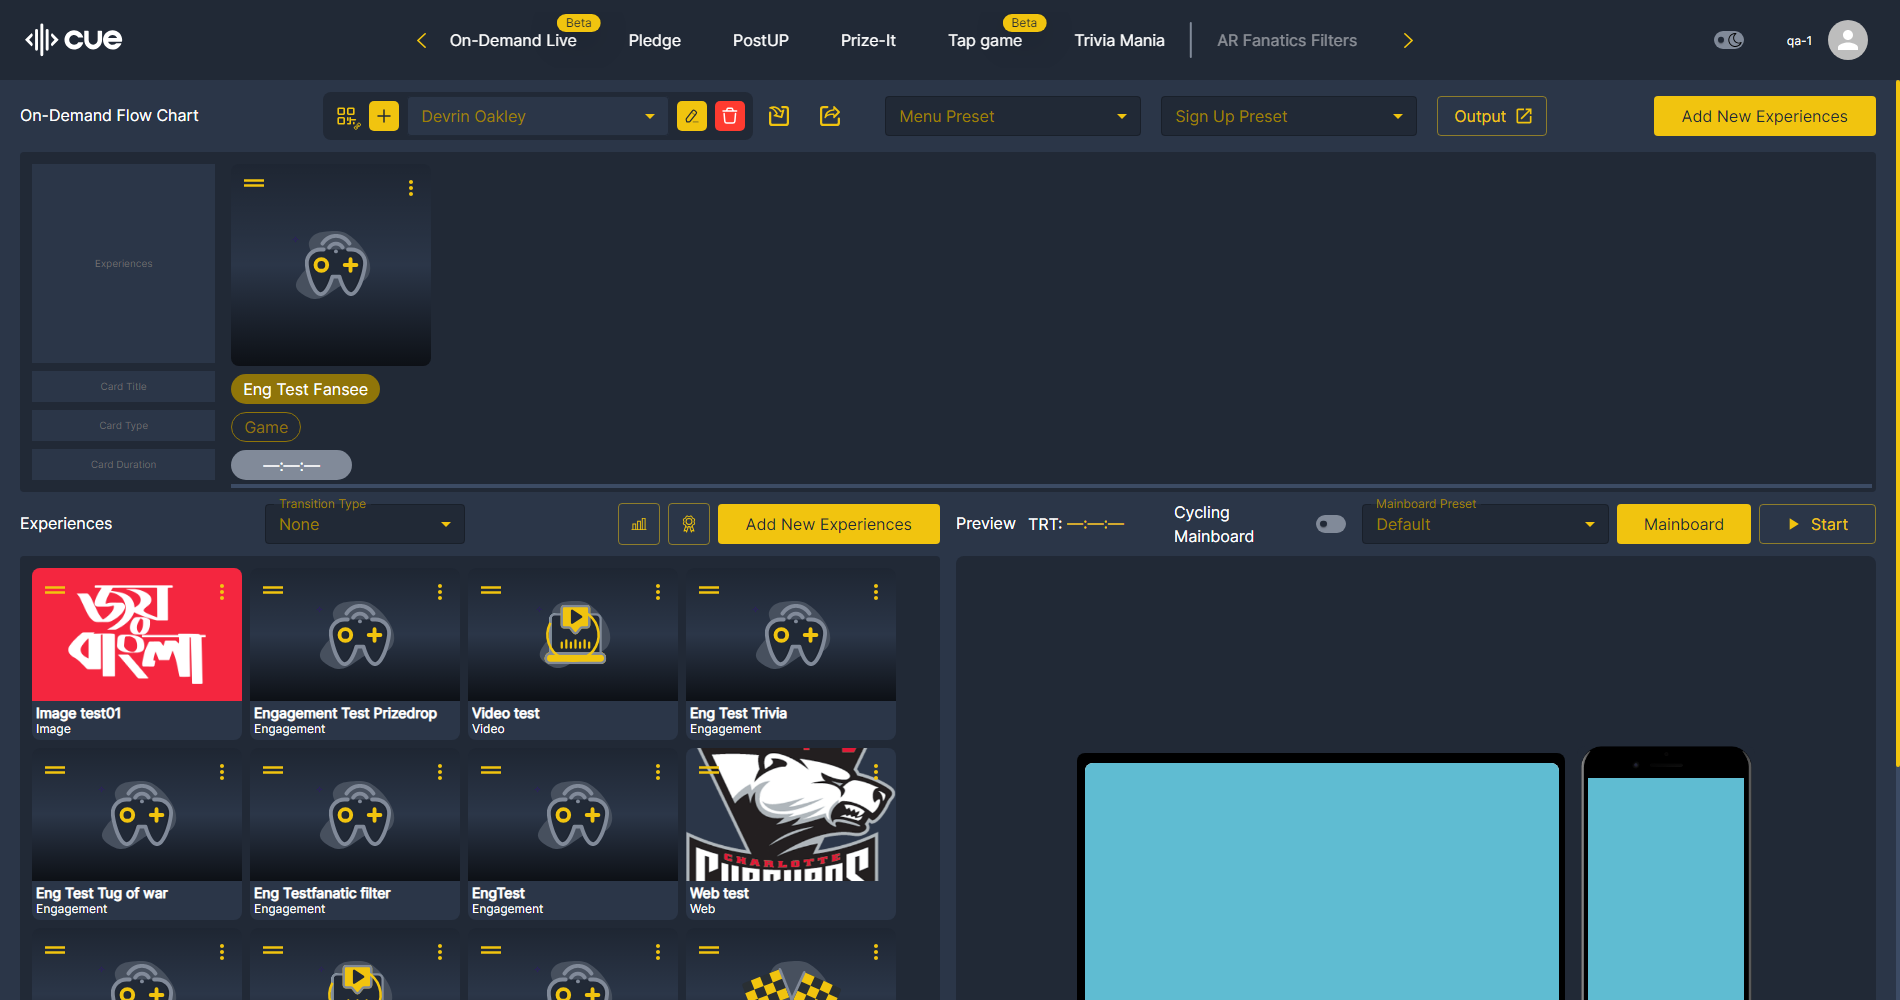 cue
On-Demand Live
Beta
Pledge
PostUP
Prize-It
Tap game
Beta
Trivia Mania
AR Fanatics Filters
qa-1
On-Demand Flow Chart
Devrin Oakley
Menu Preset
Sign Up Preset
Output
Add New Experiences
Experiences
Card Title
Card Type
Card Duration
Eng Test Fansee
Game
—:—:—
Experiences
Transition Type
None
Add New Experiences
Preview
TRT: —:—:—
Cycling
Mainboard
Mainboard Preset
Default
Mainboard
Start
জয়
বাংলা
Image test01
Image
Engagement Test Prizedrop
Engagement
Video test
Video
Eng Test Trivia
Engagement
Eng Test Tug of war
Engagement
Eng Testfanatic filter
Engagement
EngTest
Engagement
CHARLOTTE
Web test
Web